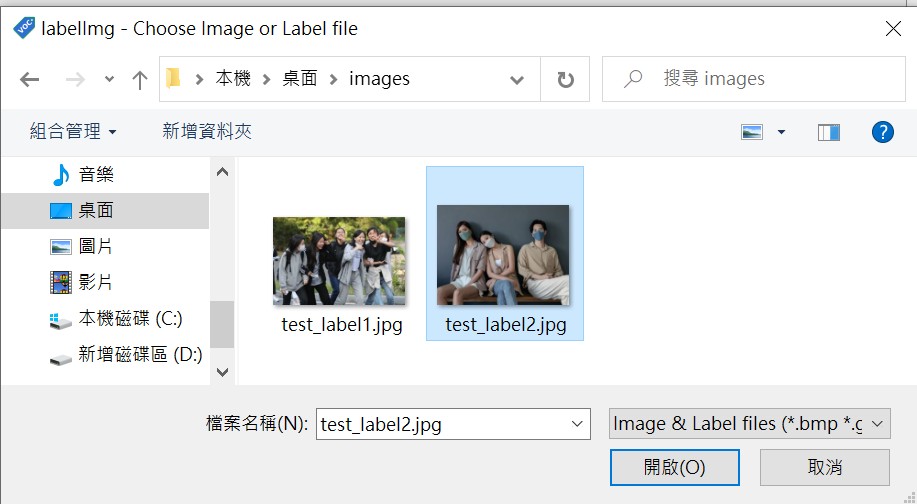 labelImg - Choose Image or Label file
本機 桌面 images
搜尋 images
組合管理 新增資料夾
音樂
桌面
圖片
影片
本機磁碟 (C:)
新增磁碟區 (D:)
test_label1.jpg
test_label2.jpg
檔案名稱(N): test_label2.jpg
Image & Label files (*.bmp *.g
開啟(O) 取消